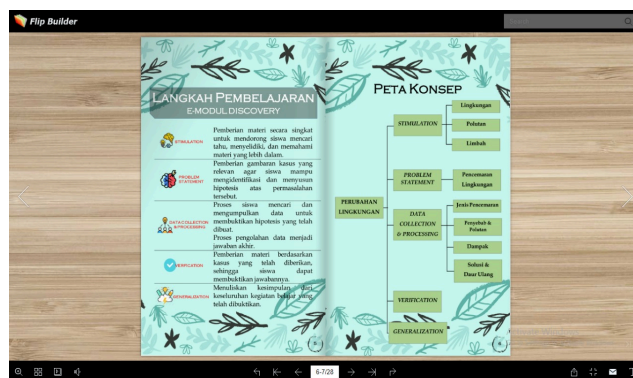 Flip Builder
LANGKAH PEMBELAJARAN
E-MODUL DISCOVERY
STIMULATION
Pemberian materi secara singkat
untuk mendorong siswa mencari
tahu, menyelidiki, dan memahami
materi yang lebih dalam.
PROBLEM
STATEMENT
Pemberian gambaran kasus yang
relevan agar siswa mampu
mengidentifikasi dan menyusun
hipotesis atas permasalahan
tersebut.
DATA COLLECTION
& PROCESSING
Proses siswa mencari dan
mengumpulkan data untuk
membuktikan hipotesis yang telah
dibuat.
Proses pengolahan data menjadi
jawaban akhir.
VERIFICATION
Pemberian materi berdasarkan
kasus yang telah diberikan,
sehingga siswa dapat
membuktikan jawabannya.
GENERALIZATION
Menuliskan kesimpulan dari
keseluruhan kegiatan belajar yang
telah dibuktikan.
PETA KONSEP
PERUBAHAN
LINGKUNGAN
STIMULATION
Lingkungan
Polutan
Limbah
PROBLEM
STATEMENT
Pencemaran
Lingkungan
DATA
COLLECTION
& PROCESSING
Jenis Pencemaran
Penyebab &
Polutan
Dampak
Solusi &
Daur Ulang
VERIFICATION
GENERALIZATION
6-7/28